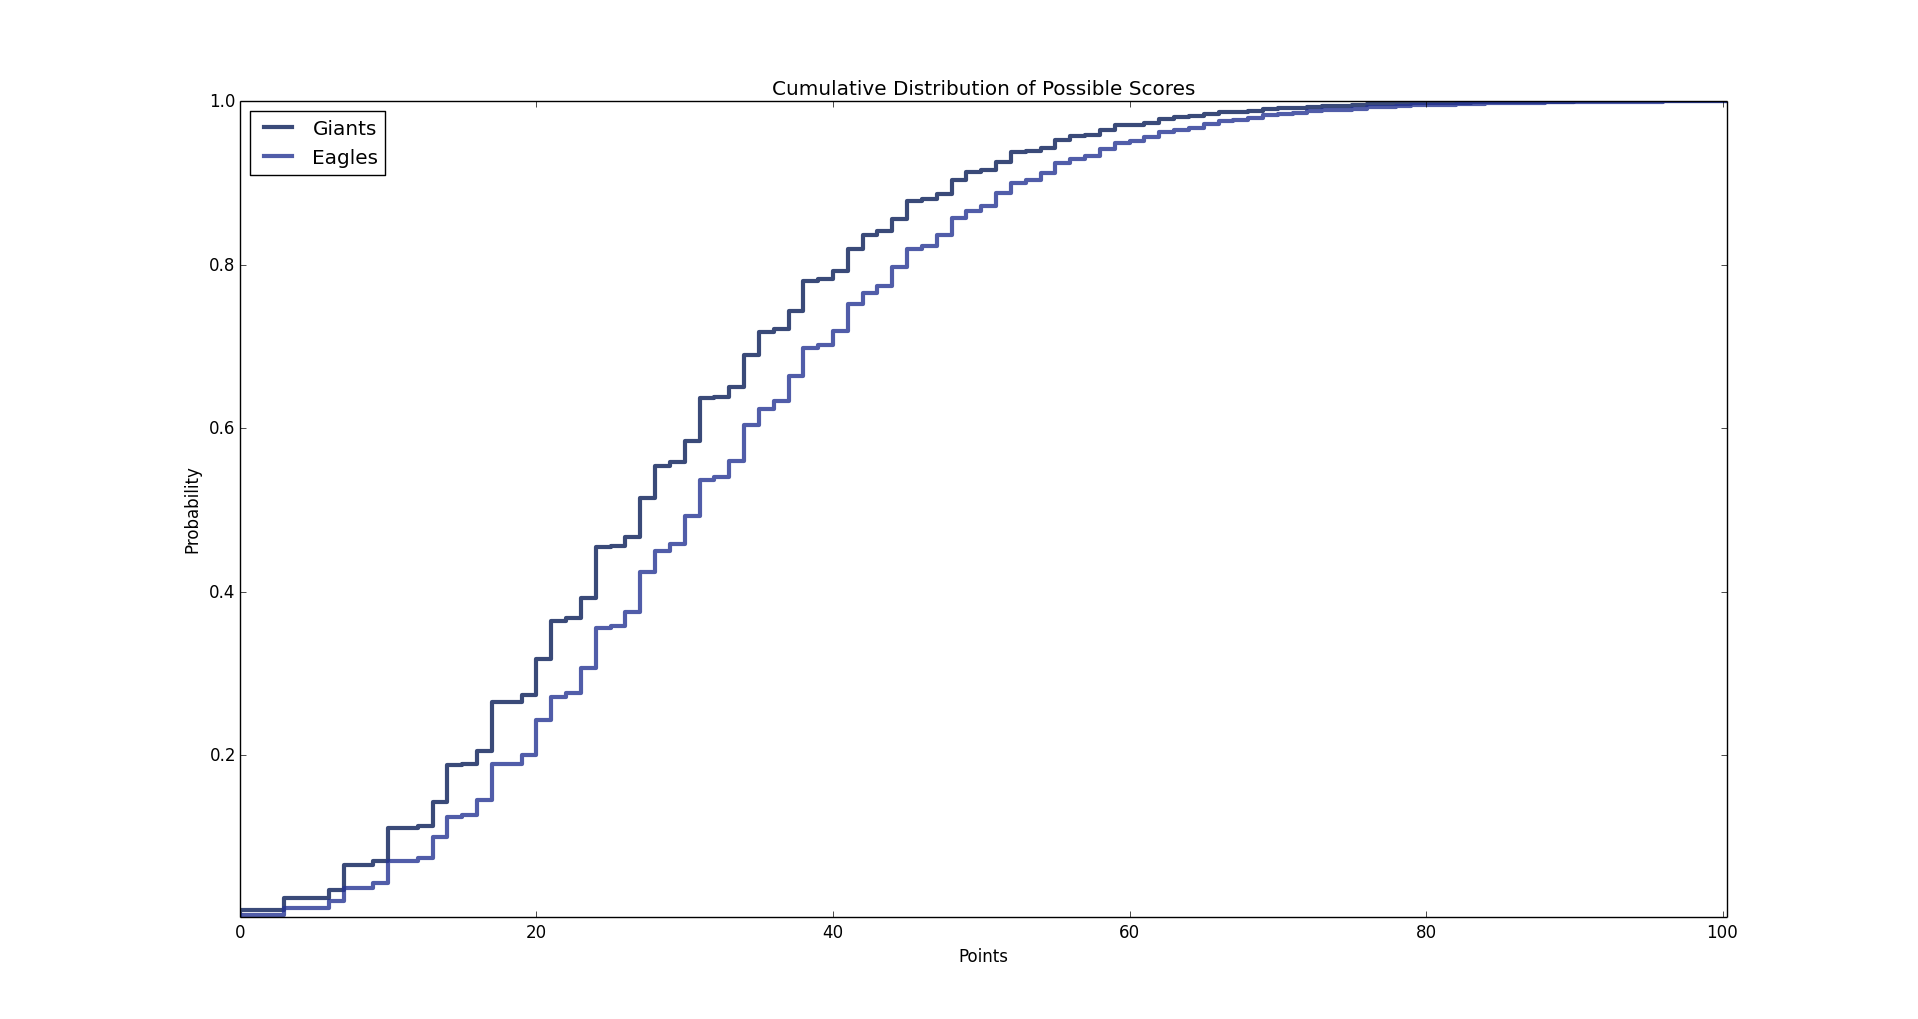 Cumulative Distribution of Possible Scores
1.0
Giants
Eagles
0.8
0.6
Probability
0.4
0.2
0 20 40 60 80 100
Points